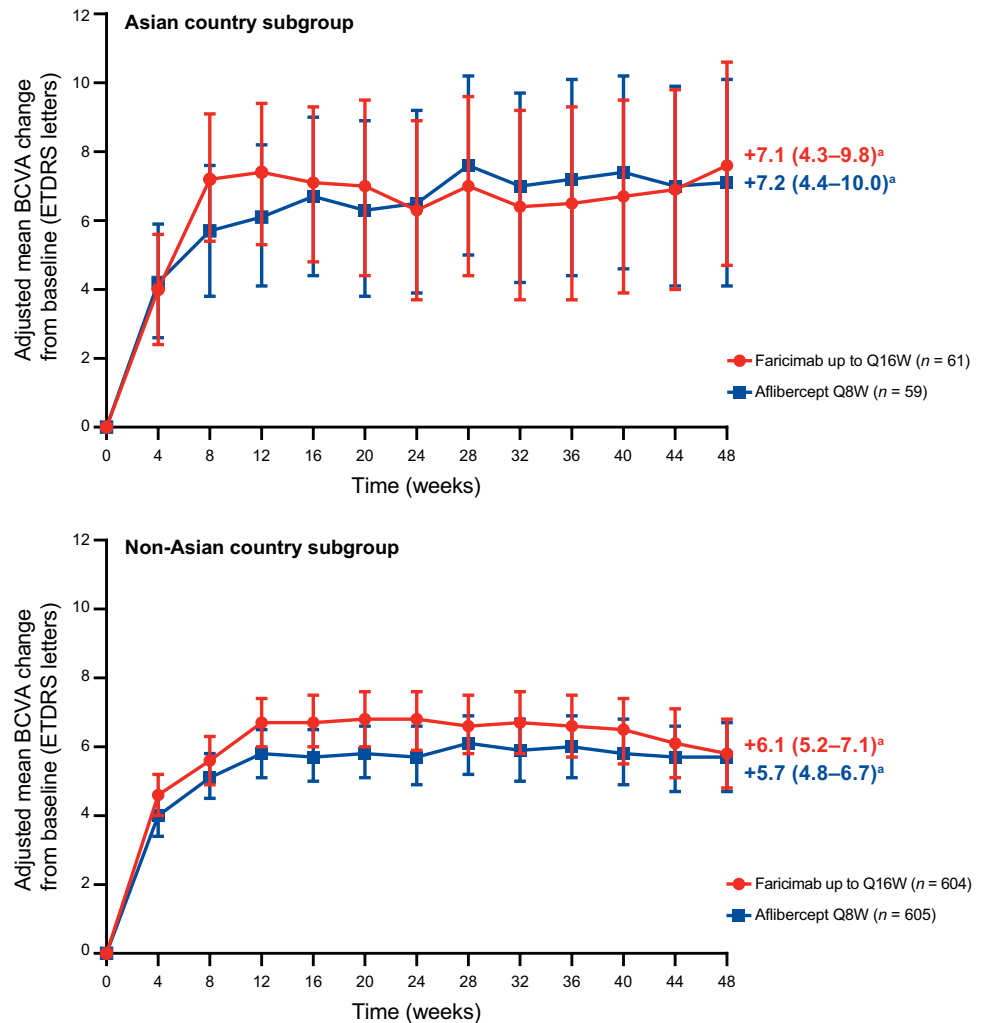 Asian country subgroup
Adjusted mean BCVA change
from baseline (ETDRS letters)
12
10
8
6
4
2
0
+7.1 (4.3–9.8)ᵃ
+7.2 (4.4–10.0)ᵃ
Faricimab up to Q16W (n = 61)
Aflibercept Q8W (n = 59)
0 4 8 12 16 20 24 28 32 36 40 44 48
Time (weeks)
Non-Asian country subgroup
Adjusted mean BCVA change
from baseline (ETDRS letters)
12
10
8
6
4
2
0
+6.1 (5.2–7.1)ᵃ
+5.7 (4.8–6.7)ᵃ
Faricimab up to Q16W (n = 604)
Aflibercept Q8W (n = 605)
0 4 8 12 16 20 24 28 32 36 40 44 48
Time (weeks)